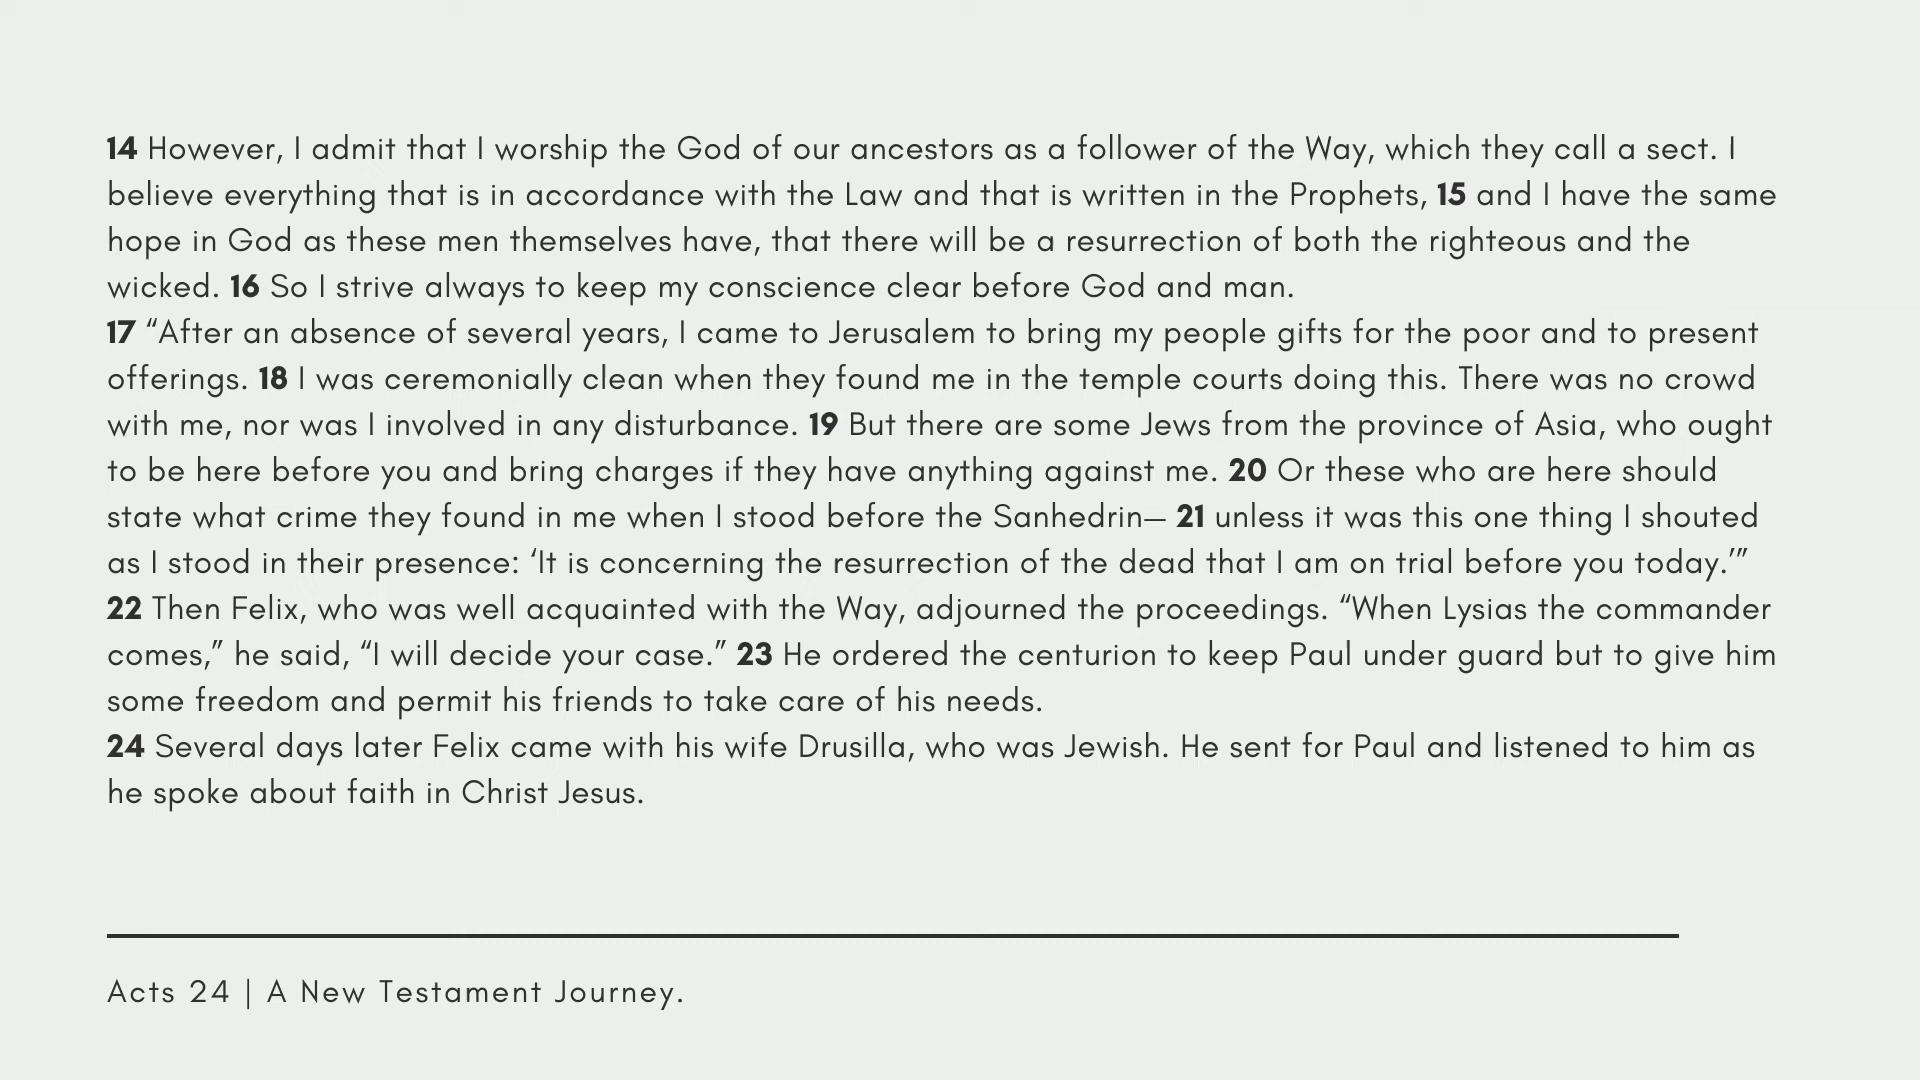 14 However, I admit that I worship the God of our ancestors as a follower of the Way, which they call a sect. I
believe everything that is in accordance with the Law and that is written in the Prophets, 15 and I have the same
hope in God as these men themselves have, that there will be a resurrection of both the righteous and the
wicked. 16 So I strive always to keep my conscience clear before God and man.
17 “After an absence of several years, I came to Jerusalem to bring my people gifts for the poor and to present
offerings. 18 I was ceremonially clean when they found me in the temple courts doing this. There was no crowd
with me, nor was I involved in any disturbance. 19 But there are some Jews from the province of Asia, who ought
to be here before you and bring charges if they have anything against me. 20 Or these who are here should
state what crime they found in me when I stood before the Sanhedrin— 21 unless it was this one thing I shouted
as I stood in their presence: ‘It is concerning the resurrection of the dead that I am on trial before you today.’”
22 Then Felix, who was well acquainted with the Way, adjourned the proceedings. “When Lysias the commander
comes,” he said, “I will decide your case.” 23 He ordered the centurion to keep Paul under guard but to give him
some freedom and permit his friends to take care of his needs.
24 Several days later Felix came with his wife Drusilla, who was Jewish. He sent for Paul and listened to him as
he spoke about faith in Christ Jesus.
Acts 24 | A New Testament Journey.